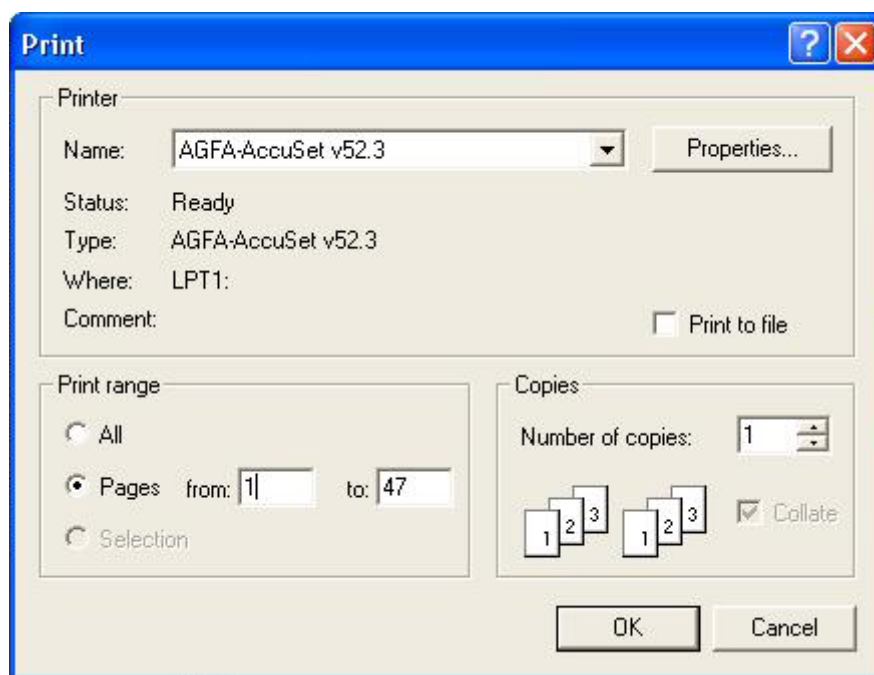 Print
Printer
Name: AGFA-AccuSet v52.3 Properties...
Status: Ready
Type: AGFA-AccuSet v52.3
Where: LPT1:
Comment:
Print to file
Print range
All
Pages from: 1 to: 47
Selection
Copies
Number of copies: 1
1 2 3 1 2 3 Collate
OK Cancel